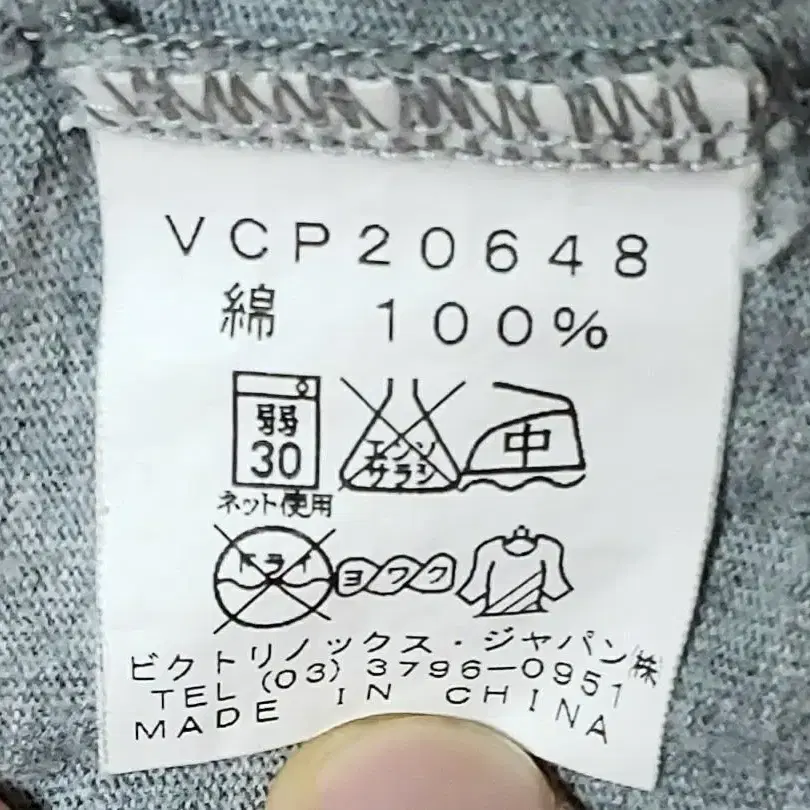 VCP20648
綿 100%
弱
30
ネット使用
エンソ
サラシ
中
ドライ
ヨワク
ビクトリノックス・ジャパン㈱
TEL (03) 3796-0951
MADE IN CHINA